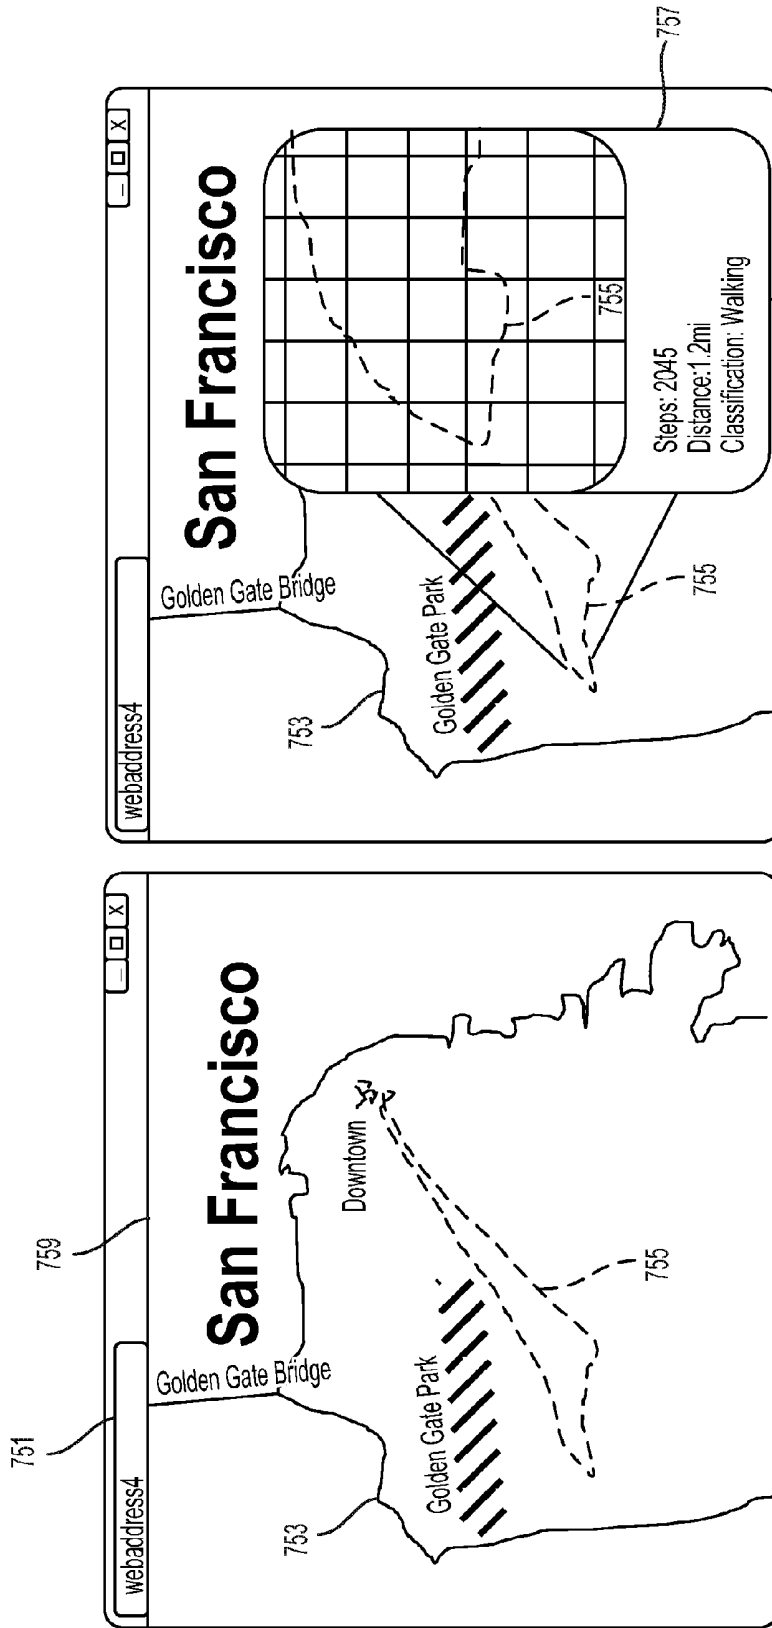 751
759
webaddress4
_ □ X
Golden Gate Bridge
San Francisco
753
Golden Gate Park
Downtown
755
webaddress4
_ □ X
Golden Gate Bridge
San Francisco
753
Golden Gate Park
755
755
Steps: 2045
Distance:1.2mi
Classification: Walking
757